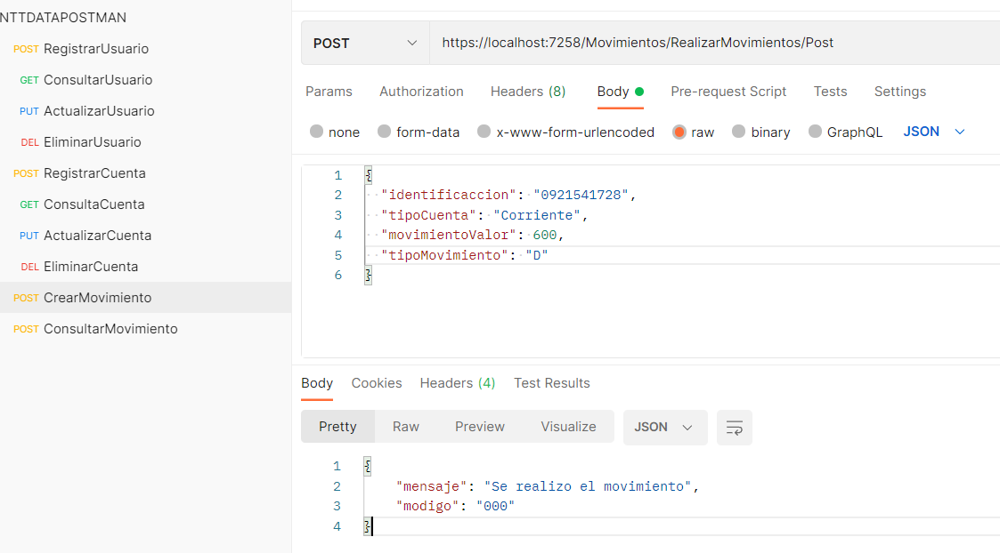 NTTDATAPOSTMAN
POST RegistrarUsuario
GET ConsultarUsuario
PUT ActualizarUsuario
DEL EliminarUsuario
POST RegistrarCuenta
GET ConsultaCuenta
PUT ActualizarCuenta
DEL EliminarCuenta
POST CrearMovimiento
POST ConsultarMovimiento
POST https://localhost:7258/Movimientos/RealizarMovimientos/Post
Params Authorization Headers (8) Body Pre-request Script Tests Settings
none form-data x-www-form-urlencoded raw binary GraphQL JSON
1 {
2 "identificaccion": "0921541728",
3 "tipoCuenta": "Corriente",
4 "movimientoValor": 600,
5 "tipoMovimiento": "D"
6 }
Body Cookies Headers (4) Test Results
Pretty Raw Preview Visualize JSON
1 {
2 "mensaje": "Se realizo el movimiento",
3 "modigo": "000"
4 }